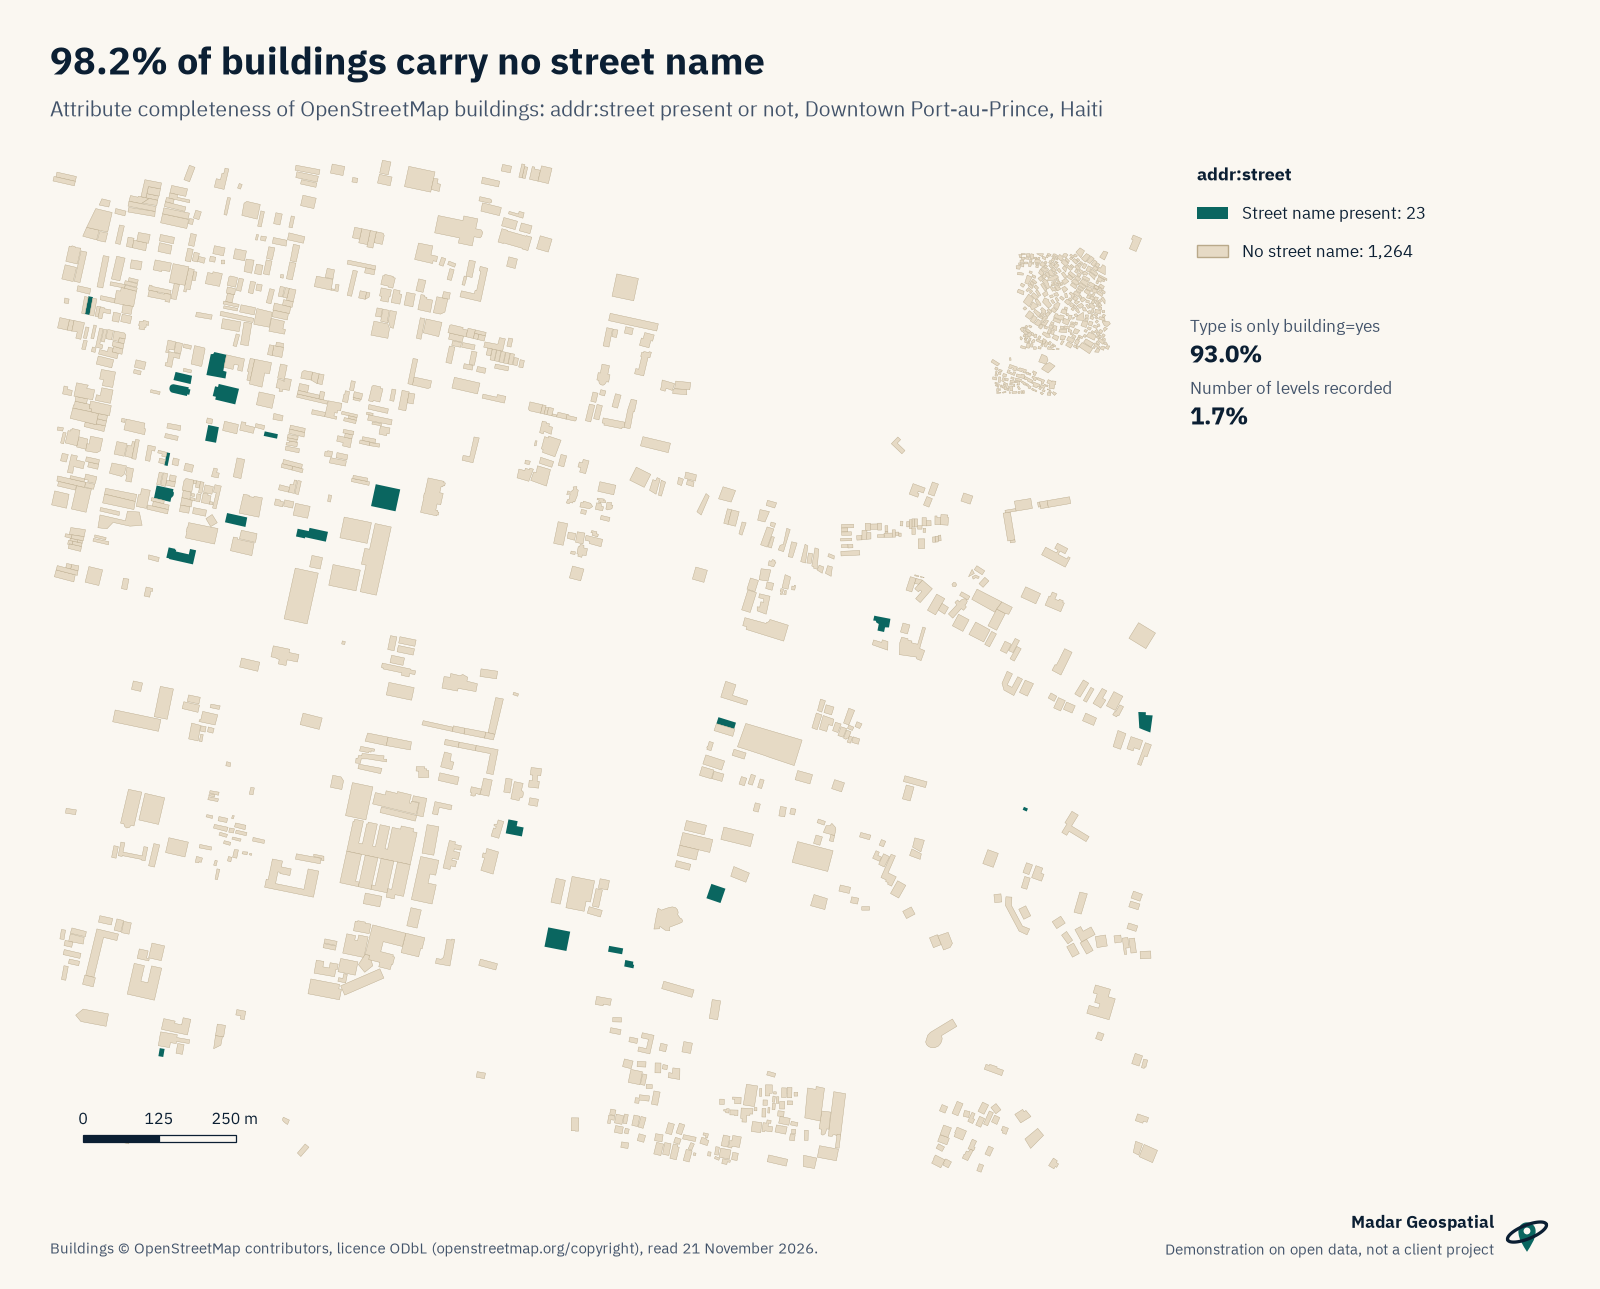 98.2% of buildings carry no street name
Attribute completeness of OpenStreetMap buildings: addr:street present or not, Downtown Port-au-Prince, Haiti
addr:street
Street name present: 23
No street name: 1,264
Type is only building=yes
93.0%
Number of levels recorded
1.7%
0 125 250 m
Madar Geospatial
Buildings © OpenStreetMap contributors, licence ODbL (openstreetmap.org/copyright), read 21 November 2026.
Demonstration on open data, not a client project